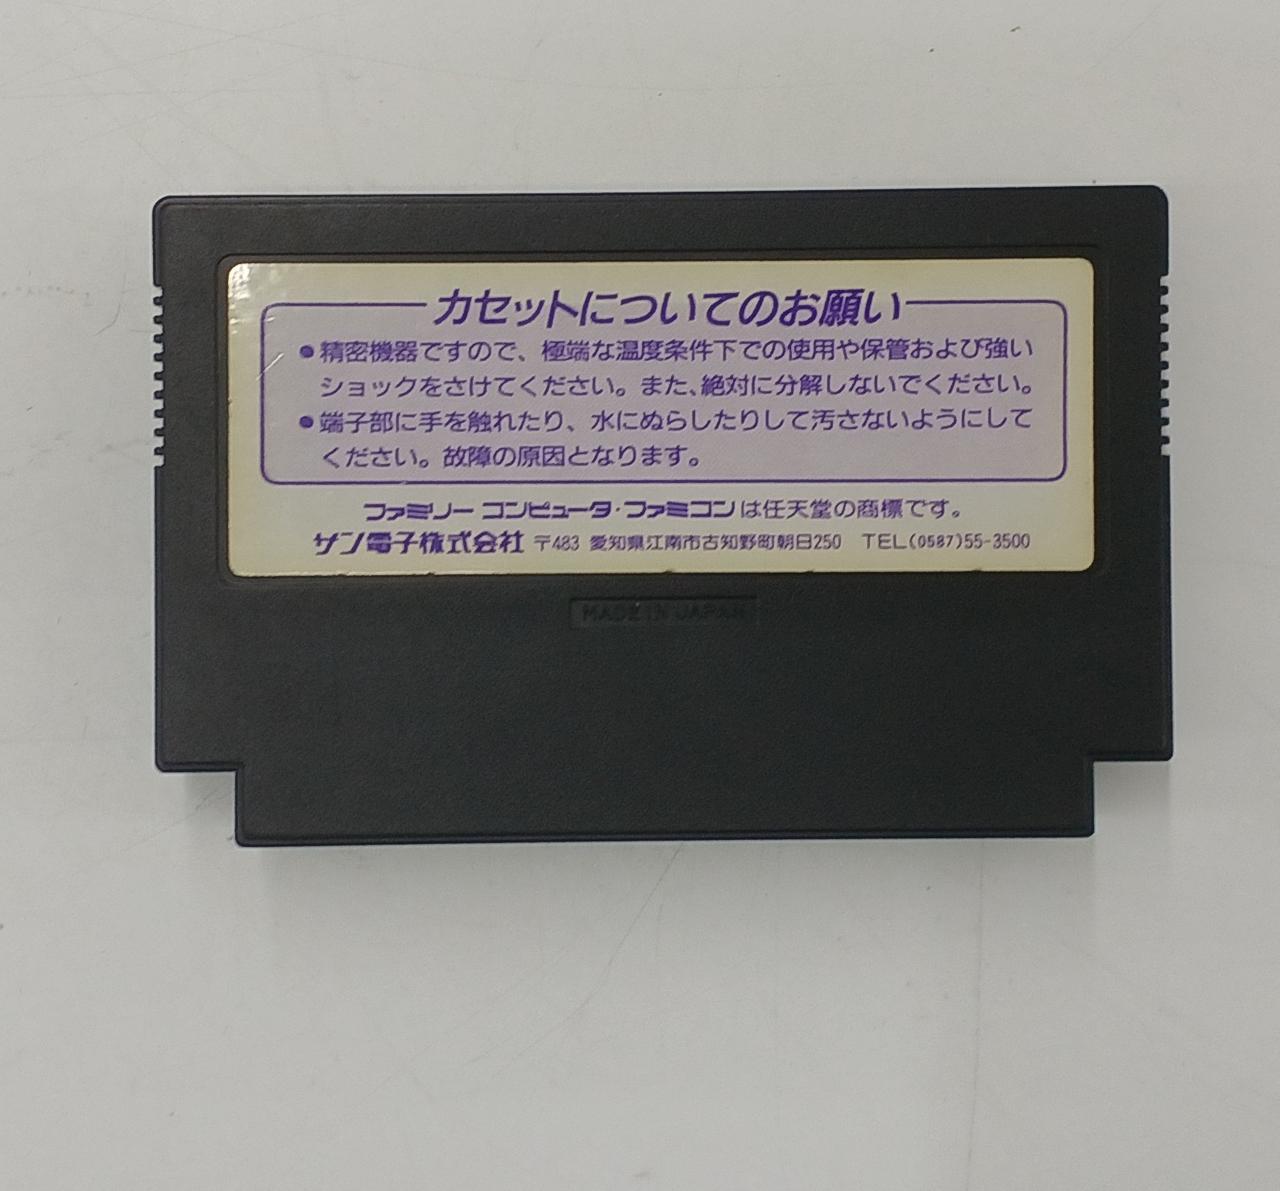 カセットについてのお願い
●精密機器ですので、極端な温度条件下での使用や保管および強い
ショックをさけてください。また、絶対に分解しないでください。
●端子部に手を触れたり、水にぬらしたりして汚さないようにして
ください。故障の原因となります。
ファミリー コンピュータ・ファミコンは任天堂の商標です。
サン電子株式会社 〒483 愛知県江南市古知野町朝日250 TEL(0587)55-3500
MADE IN JAPAN